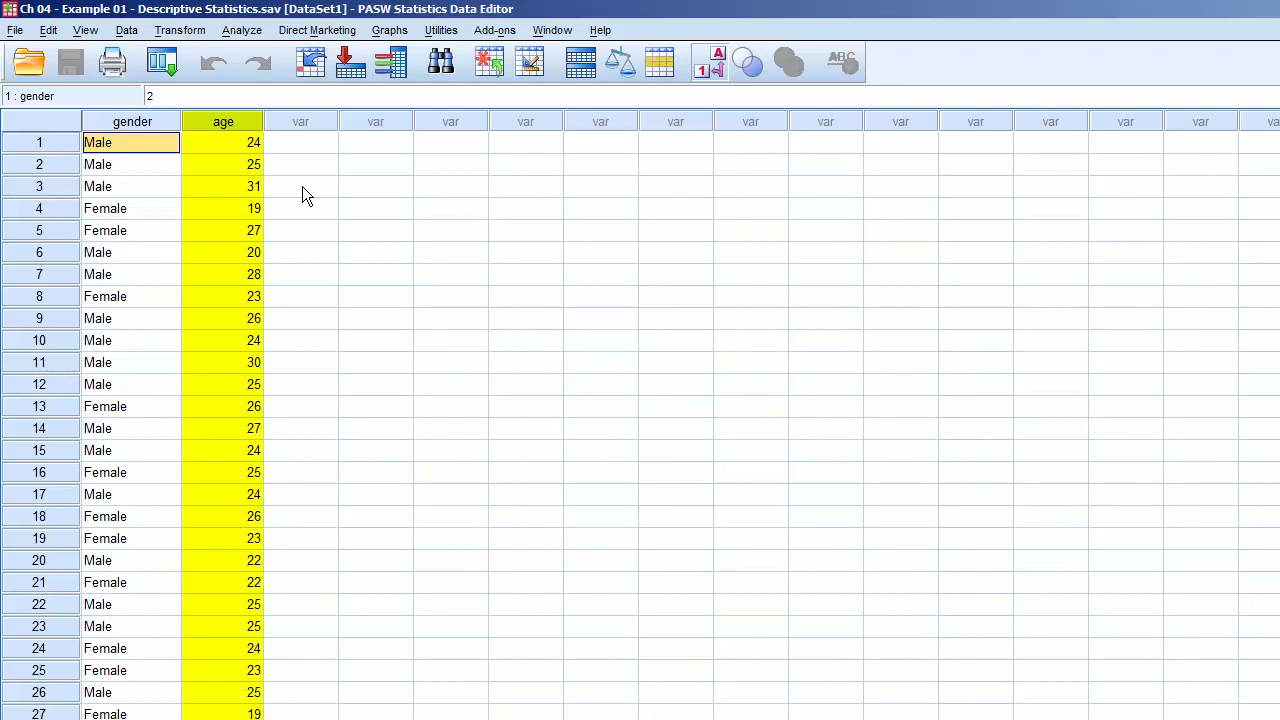 Ch 04 - Example 01 - Descriptive Statistics.sav [DataSet1] - PASW Statistics Data Editor
File Edit View Data Transform Analyze Direct Marketing Graphs Utilities Add-ons Window Help
A
1
ABC
1 : gender 2
gender age var var var var var var var var var var var var var va
1 Male 24
2 Male 25
3 Male 31
4 Female 19
5 Female 27
6 Male 20
7 Male 28
8 Female 23
9 Male 26
10 Male 24
11 Male 30
12 Male 25
13 Female 26
14 Male 27
15 Male 24
16 Female 25
17 Male 24
18 Female 26
19 Female 23
20 Male 22
21 Female 22
22 Male 25
23 Male 25
24 Female 24
25 Female 23
26 Male 25
27 Female 19